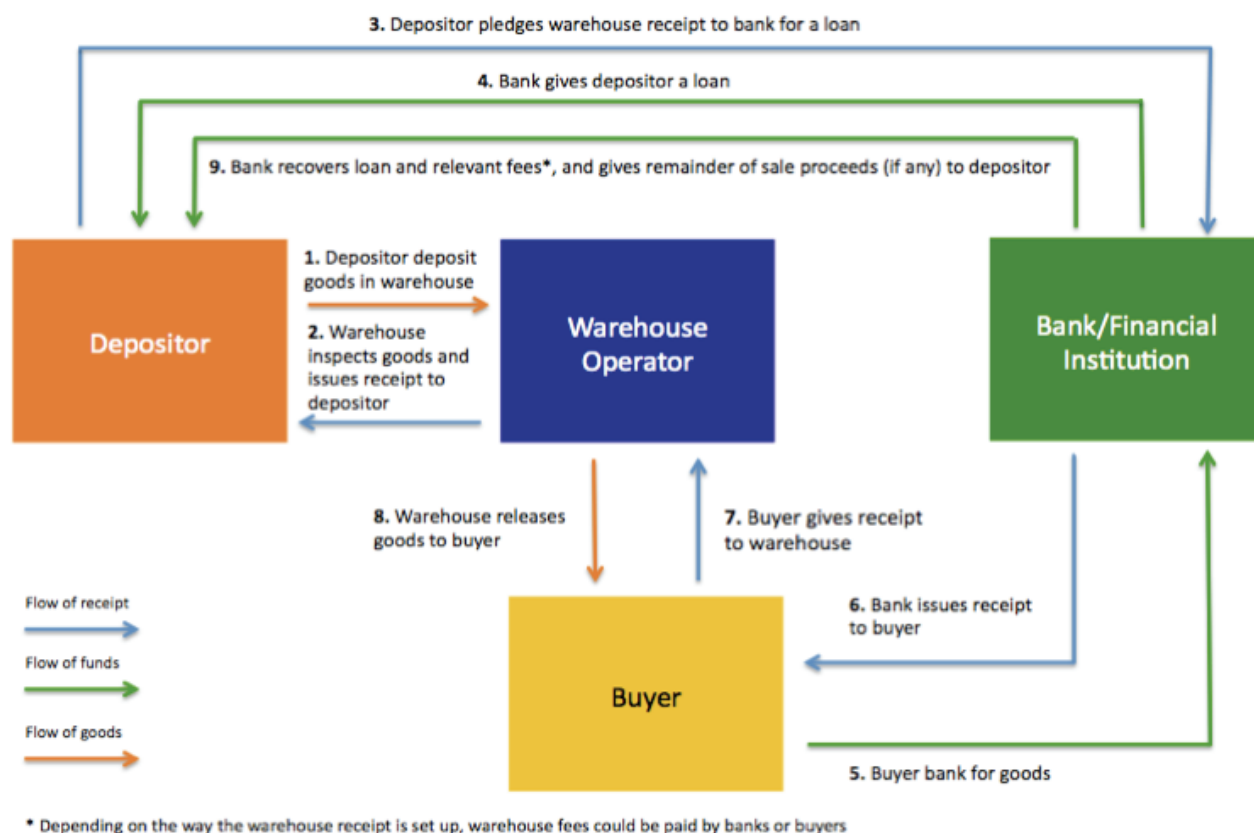 3. Depositor pledges warehouse receipt to bank for a loan
4. Bank gives depositor a loan
9. Bank recovers loan and relevant fees*, and gives remainder of sale proceeds (if any) to depositor
Depositor
1. Depositor deposit
goods in warehouse
2. Warehouse
inspects goods and
issues receipt to
depositor
Warehouse
Operator
Bank/Financial
Institution
8. Warehouse releases
goods to buyer
7. Buyer gives receipt
to warehouse
6. Bank issues receipt
to buyer
Buyer
5. Buyer bank for goods
Flow of receipt
Flow of funds
Flow of goods
* Depending on the way the warehouse receipt is set up, warehouse fees could be paid by banks or buyers